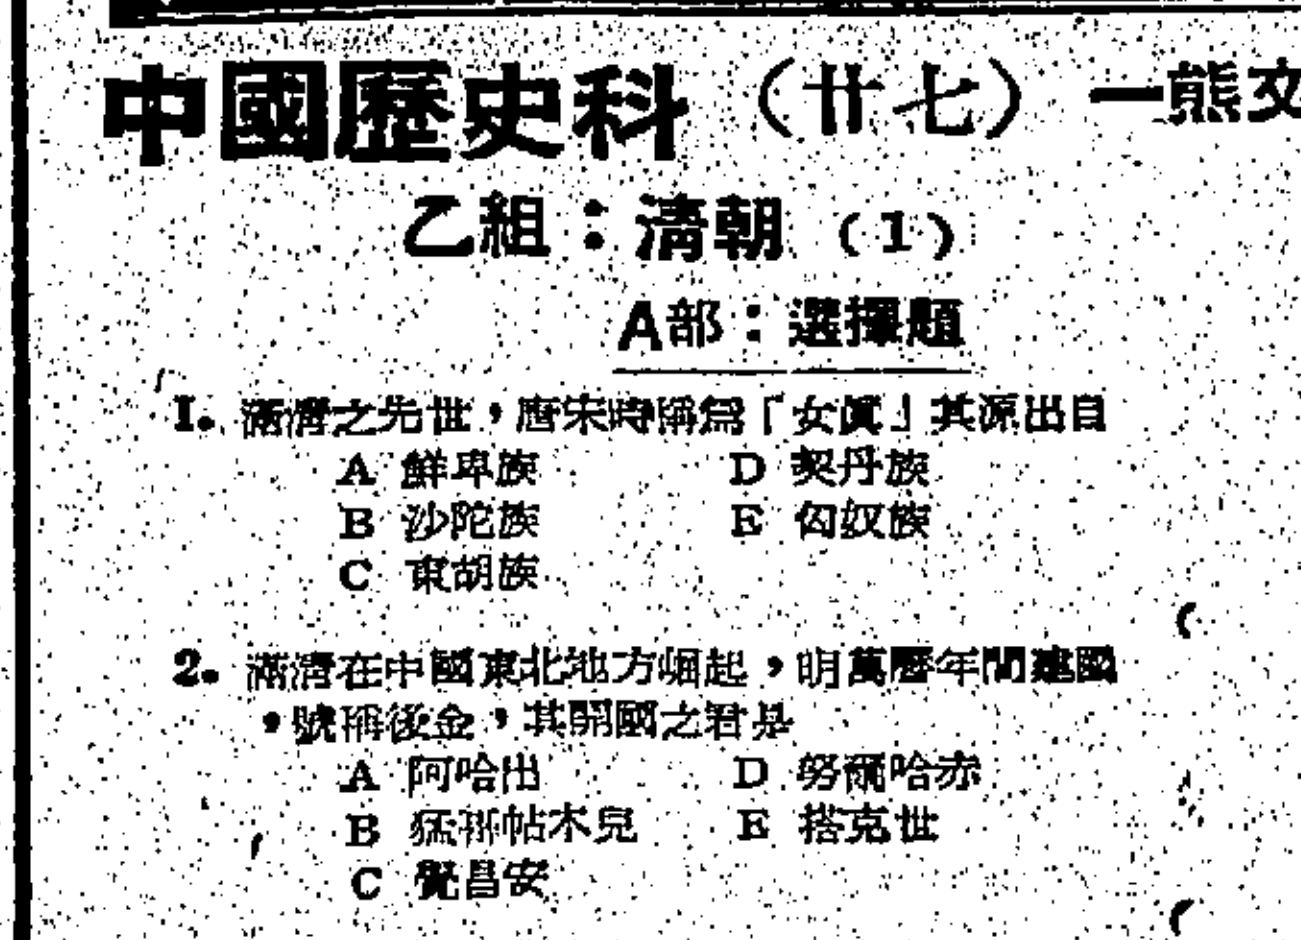 中國歷史科（廿七）一熊文
乙組：清朝（1）
A部：選擇題
1. 滿清之先世，唐宋時稱為「女眞」其源出自
A 鮮卑族 D 契丹族
B 沙陀族 E 匈奴族
C 東胡族
2. 滿清在中國東北地方崛起，明萬曆年間建國
，號稱後金，其開國之君是
A 阿哈出 D 努爾哈赤
B 猛哥帖木兒 E 塔克世
C 覺昌安